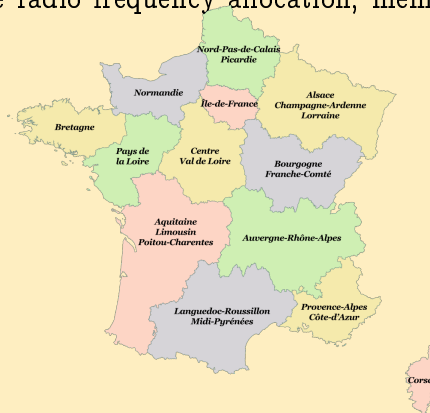 radio frequency allocation,
Nord-Pas-de-Calais
Picardie
Normandie
Île-de-France
Alsace
Champagne-Ardenne
Lorraine
Bretagne
Pays de
la Loire
Centre
Val de Loire
Bourgogne
Franche-Comté
Aquitaine
Limousin
Poitou-Charentes
Auvergne-Rhône-Alpes
Languedoc-Roussillon
Midi-Pyrénées
Provence-Alpes
Côte-d'Azur